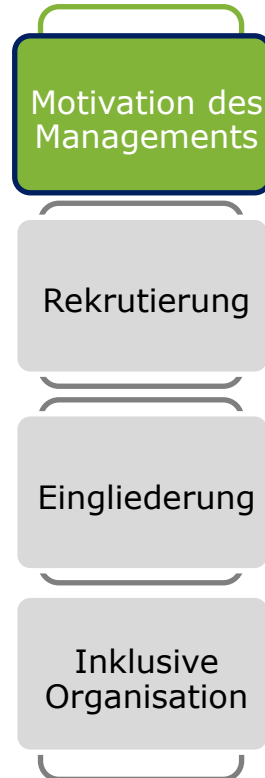 Motivation des
Managements
Rekrutierung
Eingliederung
Inklusive
Organisation